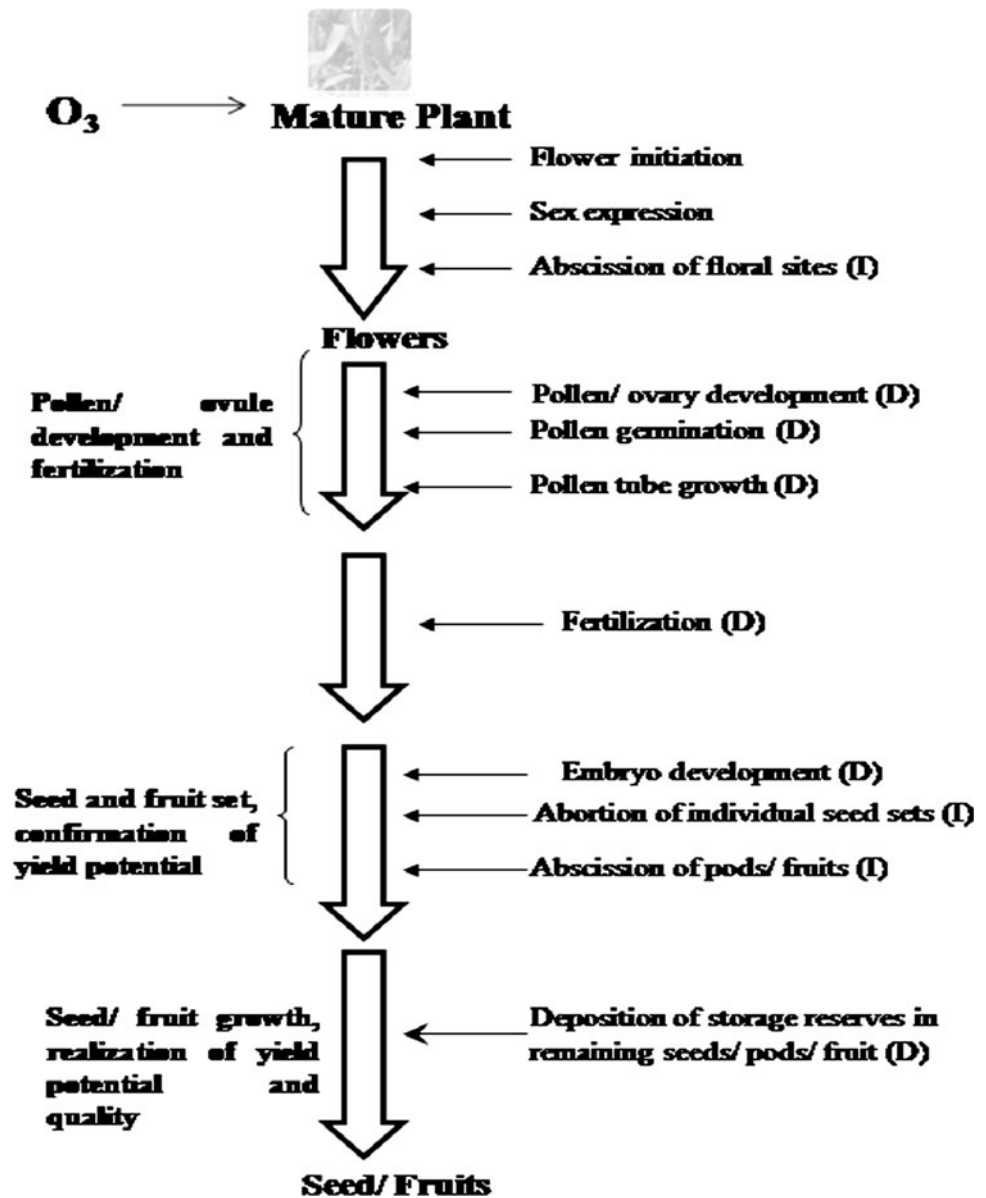 O₃
Mature Plant
Flower initiation
Sex expression
Abscission of floral sites (I)
Flowers
Pollen/ ovule
development and
fertilization
Pollen/ ovary development (D)
Pollen germination (D)
Pollen tube growth (D)
Fertilization (D)
Seed and fruit set,
confirmation of
yield potential
Embryo development (D)
Abortion of individual seed sets (I)
Abscission of pods/ fruits (I)
Seed/ fruit growth,
realization of yield
potential and
quality
Deposition of storage reserves in
remaining seeds/ pods/ fruit (D)
Seed/ Fruits